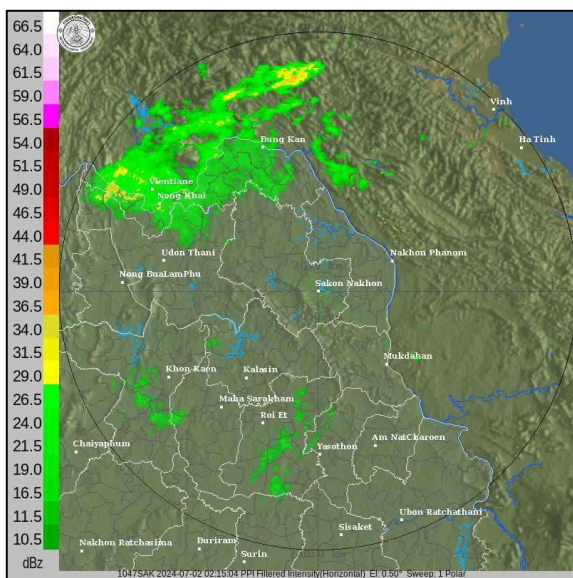 66.5
63.0
61.5
59.0
56.5
54.0
51.5
49.0
46.5
44.0
41.5
39.0
36.5
34.0
31.5
29.0
26.5
24.0
21.5
19.0
16.5
13.5
10.5
dBz
Vinh
Ha Tinh
Bung Kan
Vientiane
Nong Khai
Udon Thani
Nakhon Phanom
Nong BuaLamPhu
Sakon Nakhon
Mukdahan
Khon Kaen
Kalasin
Maha Sarakham
Roi Et
Chaiyaphum
Yasothon
Am NatCharoen
Ubon Ratchathani
Sisaket
Nakhon Ratchasima
Buriram
Surin
1047SAK 2024-07-02 02:15:04 PPI Filtered Intensity(Horizontal) El: 0.50° Sweep: 1 Polar